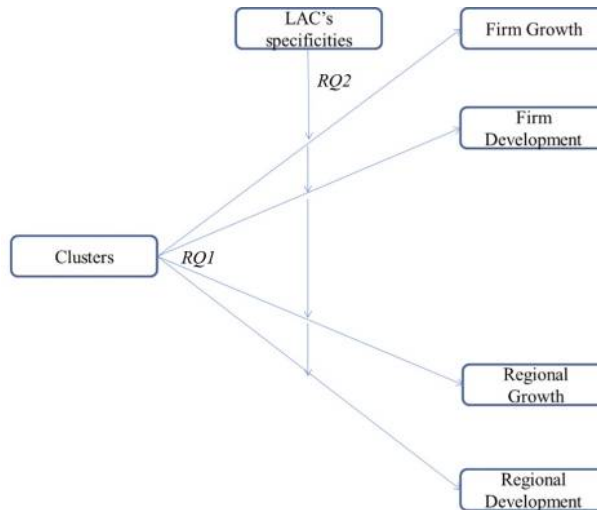 LAC's
specificities
Firm Growth
RQ2
Firm
Development
Clusters
RQ1
Regional
Growth
Regional
Development